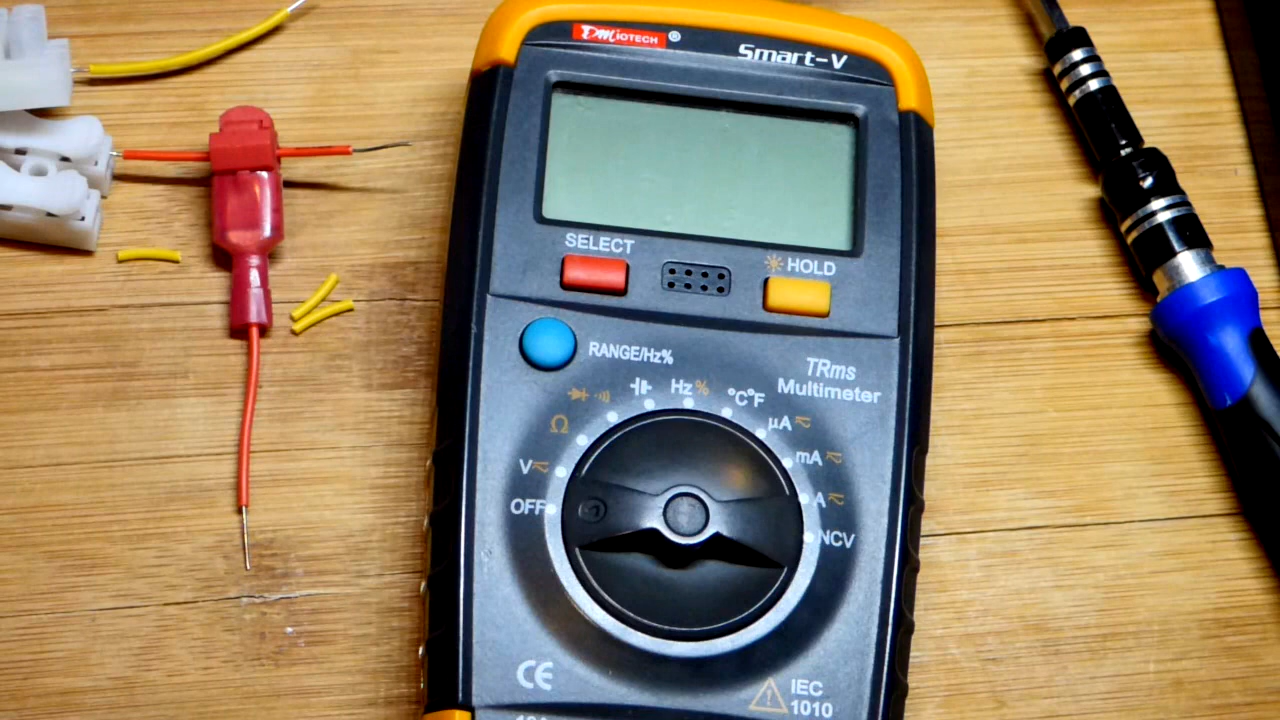 DMiOTECH ®
Smart-V
SELECT
HOLD
RANGE/Hz%
TRms
Multimeter
Hz %
°C°F
Ω
µA
V
mA
OFF
A
NCV
CE
IEC
1010